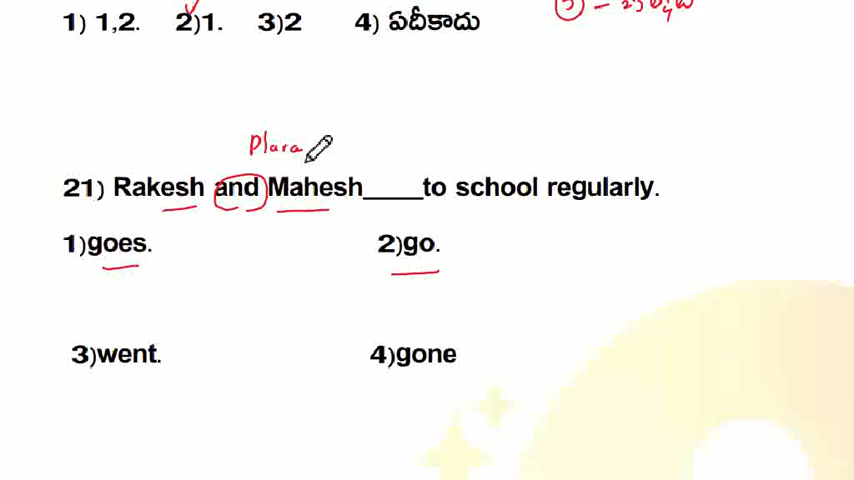 1) 1,2. 2)1. 3)2 4) ఏదీకాదు
Plura
21) Rakesh and Mahesh____to school regularly.
1)goes. 2)go.
3)went. 4)gone